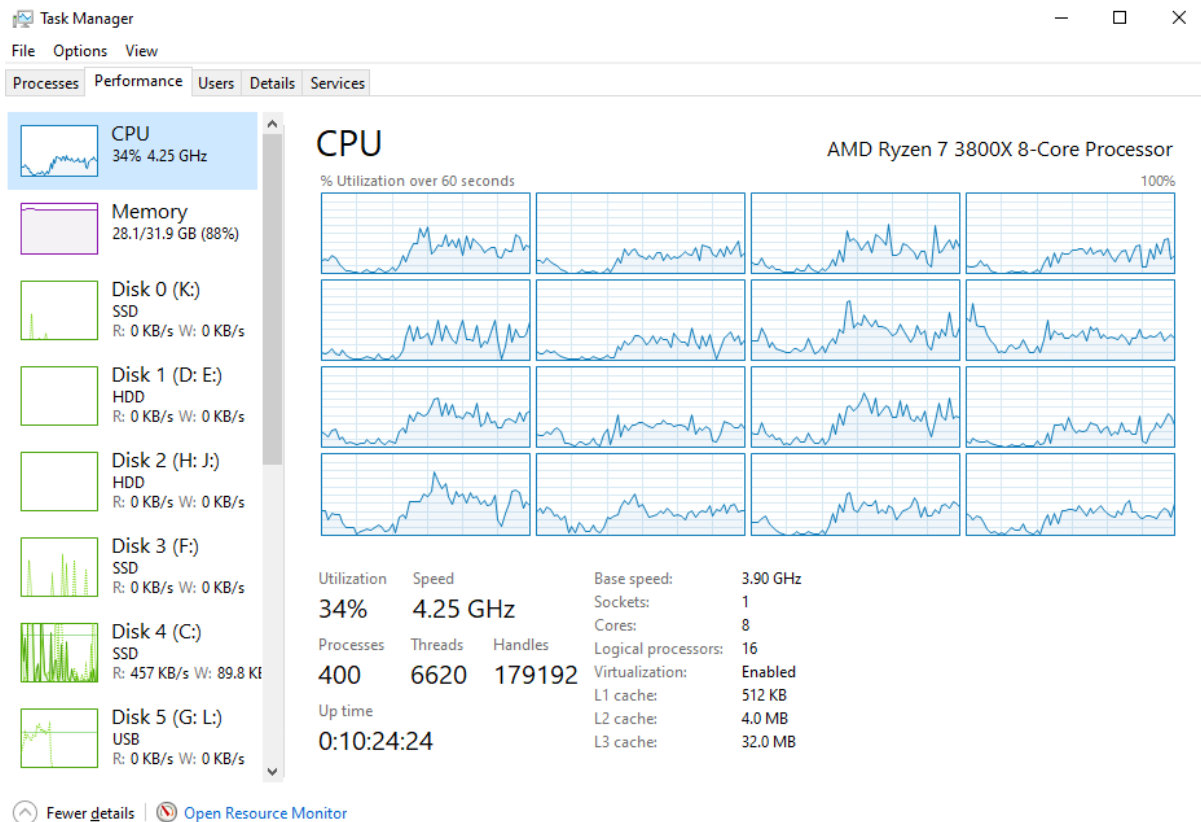 Task Manager
File Options View
Processes Performance Users Details Services
CPU
34% 4.25 GHz
Memory
28.1/31.9 GB (88%)
Disk 0 (K:)
SSD
R: 0 KB/s W: 0 KB/s
Disk 1 (D: E:)
HDD
R: 0 KB/s W: 0 KB/s
Disk 2 (H: J:)
HDD
R: 0 KB/s W: 0 KB/s
Disk 3 (F:)
SSD
R: 0 KB/s W: 0 KB/s
Disk 4 (C:)
SSD
R: 457 KB/s W: 89.8 KE
Disk 5 (G: L:)
USB
R: 0 KB/s W: 0 KB/s
CPU AMD Ryzen 7 3800X 8-Core Processor
% Utilization over 60 seconds 100%
Utilization Speed
34% 4.25 GHz
Processes Threads Handles
400 6620 179192
Up time
0:10:24:24
Base speed: 3.90 GHz
Sockets: 1
Cores: 8
Logical processors: 16
Virtualization: Enabled
L1 cache: 512 KB
L2 cache: 4.0 MB
L3 cache: 32.0 MB
Fewer details Open Resource Monitor